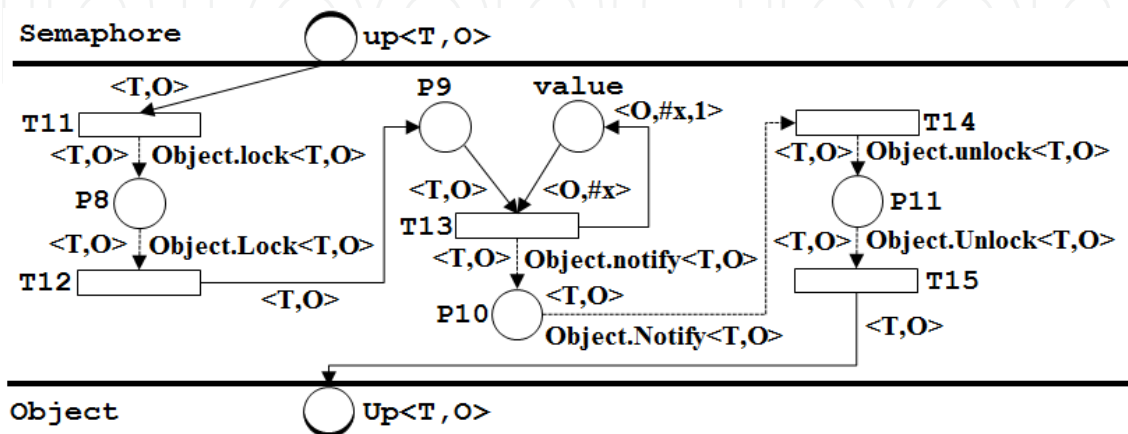 Semaphore
up<T,O>
<T,O>
T11
<T,O>
Object.lock<T,O>
P8
<T,O>
Object.Lock<T,O>
T12
<T,O>
P9
value
<O,#x,1>
<T,O>
<O,#x>
T13
<T,O>
Object.notify<T,O>
P10
<T,O>
Object.Notify<T,O>
T14
<T,O>
Object.unlock<T,O>
P11
<T,O>
Object.Unlock<T,O>
T15
<T,O>
Object
Up<T,O>